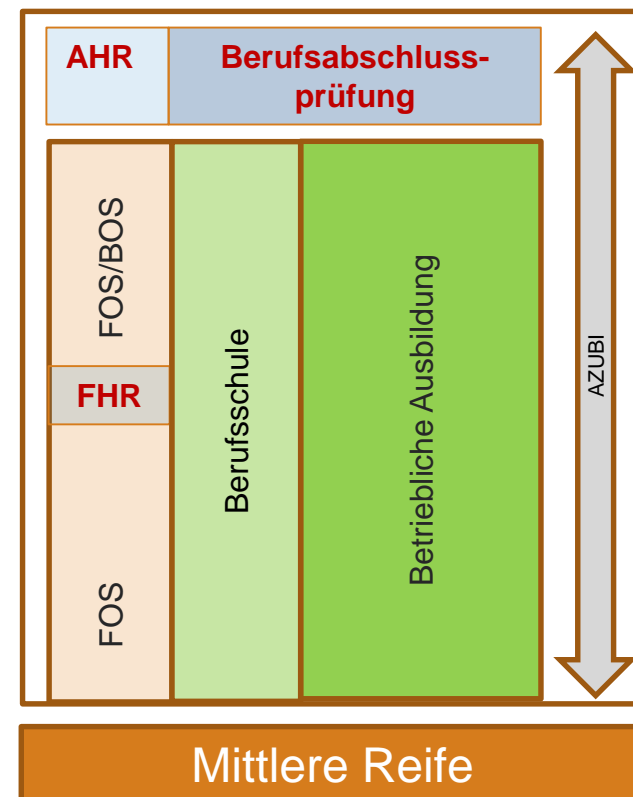 AHR
Berufsabschluss-
prüfung
FOS/BOS
FHR
FOS
Berufsschule
Betriebliche Ausbildung
AZUBI
Mittlere Reife